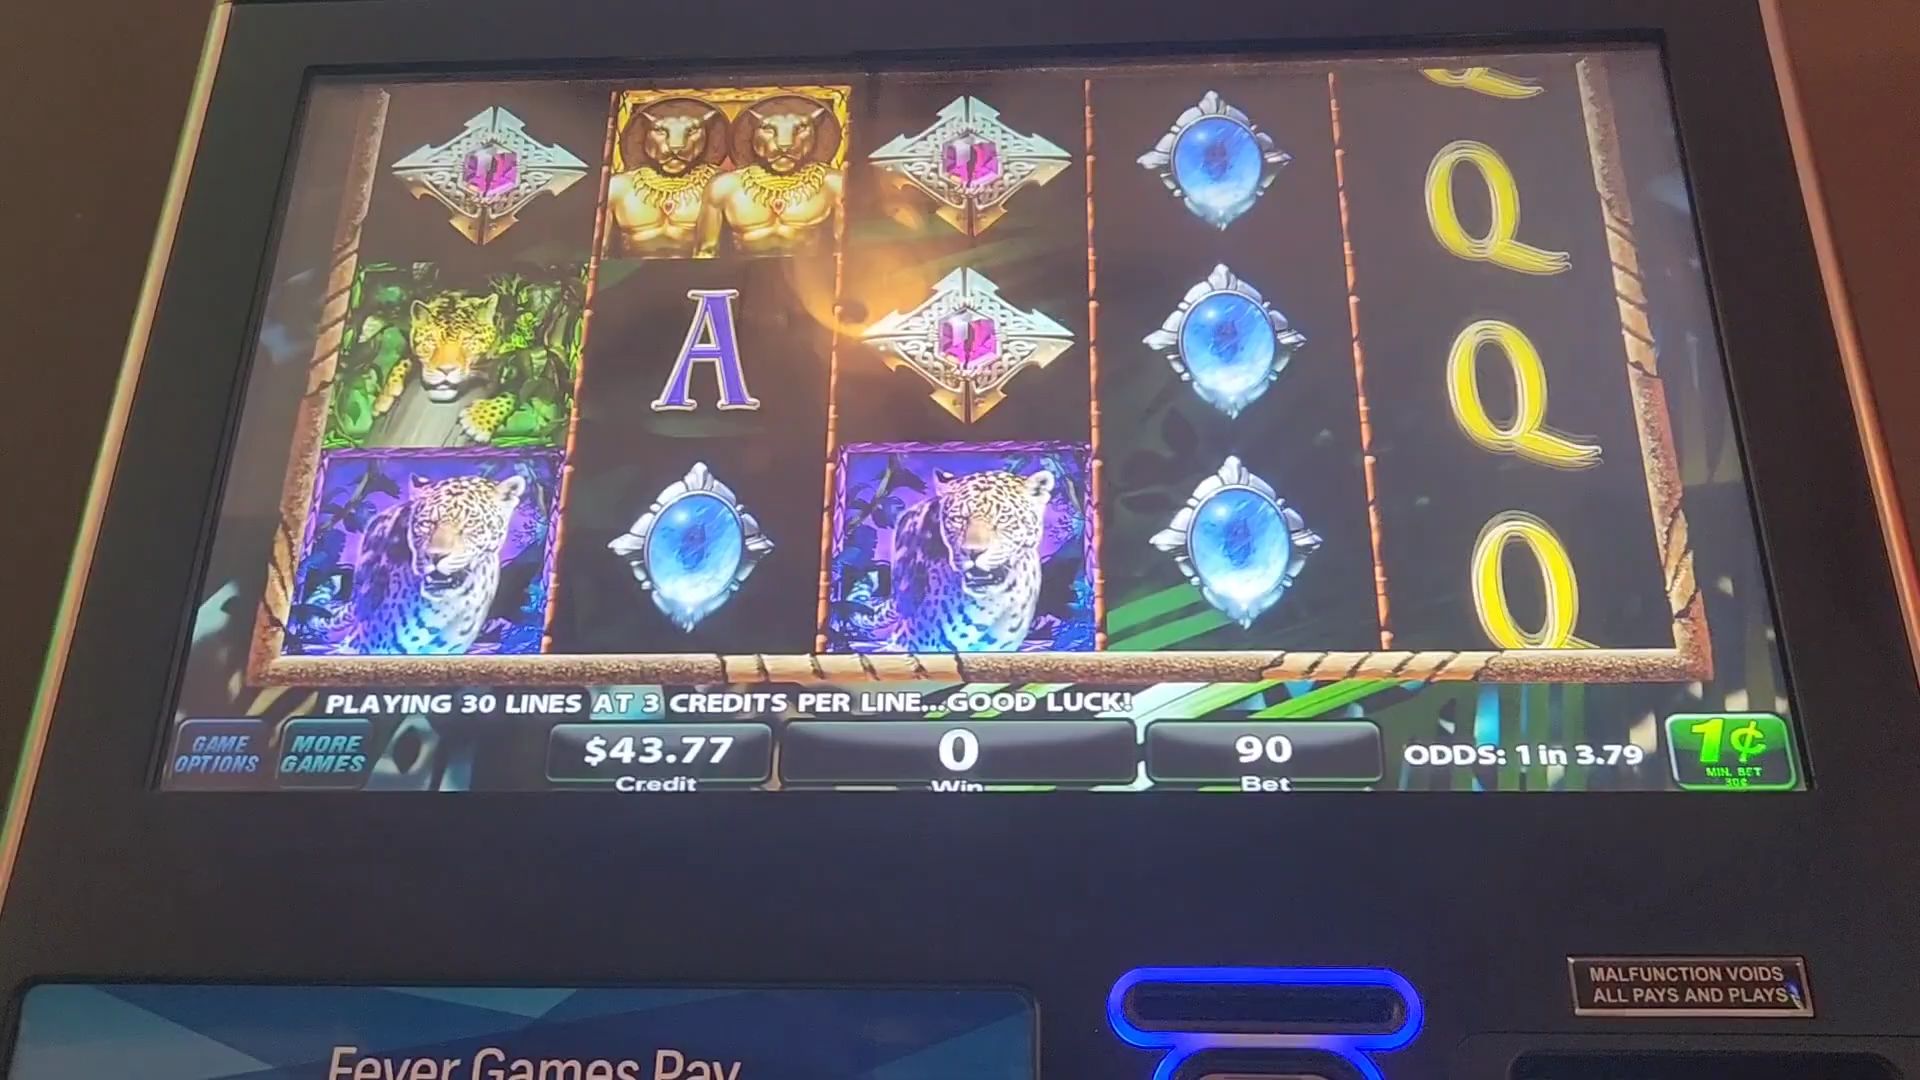 Q
A
Q
Q
PLAYING 30 LINES AT 3 CREDITS PER LINE...GOOD LUCK!
GAME
OPTIONS
MORE
GAMES
$43.77
Credit
0
Win
90
Bet
ODDS: 1 in 3.79
1¢
MIN. BET
30¢
MALFUNCTION VOIDS
ALL PAYS AND PLAYS
Fever Games Pay